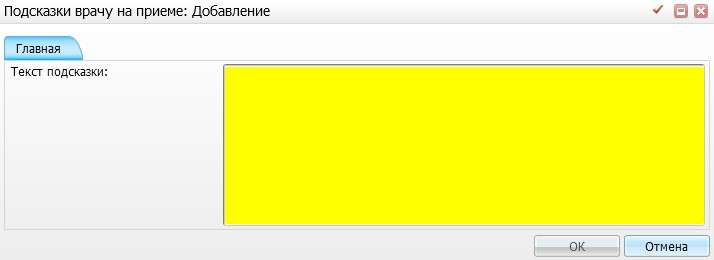 Подсказки врачу на приеме: Добавление
Главная
Текст подсказки:
ОК
Отмена